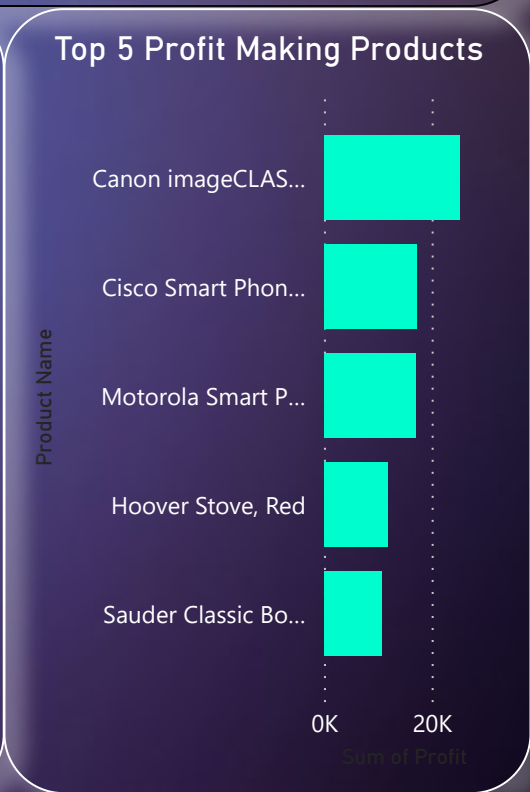 Top 5 Profit Making Products
Product Name
Canon imageCLAS...
Cisco Smart Phon...
Motorola Smart P...
Hoover Stove, Red
Sauder Classic Bo...
0K 20K
Sum of Profit